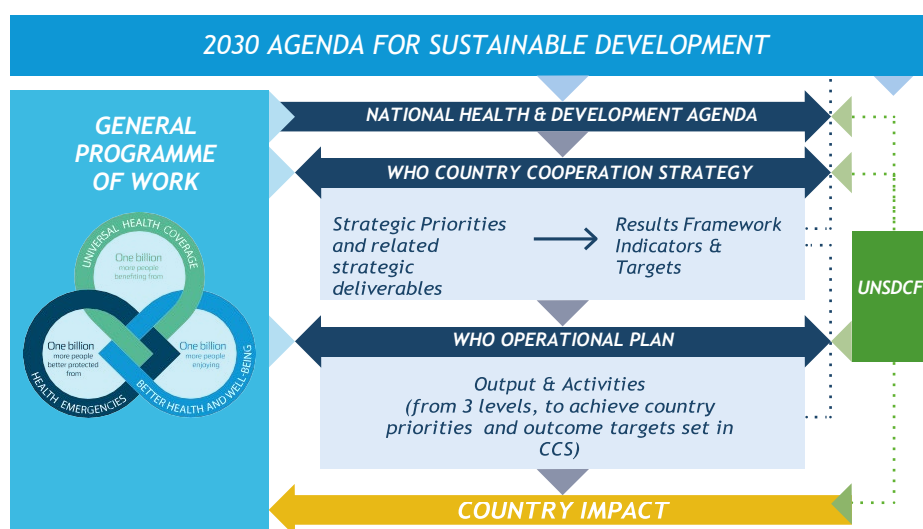 2030 AGENDA FOR SUSTAINABLE DEVELOPMENT
GENERAL
PROGRAMME
OF WORK
UNIVERSAL HEALTH COVERAGE
One billion
more people
benefiting from
One billion
more people
better protected
from
One billion
more people
enjoying
HEALTH EMERGENCIES
BETTER HEALTH AND WELL-BEING
NATIONAL HEALTH & DEVELOPMENT AGENDA
WHO COUNTRY COOPERATION STRATEGY
Strategic Priorities
and related
strategic
deliverables
Results Framework
Indicators &
Targets
WHO OPERATIONAL PLAN
Output & Activities
(from 3 levels, to achieve country
priorities and outcome targets set in
CCS)
COUNTRY IMPACT
UNSDCF